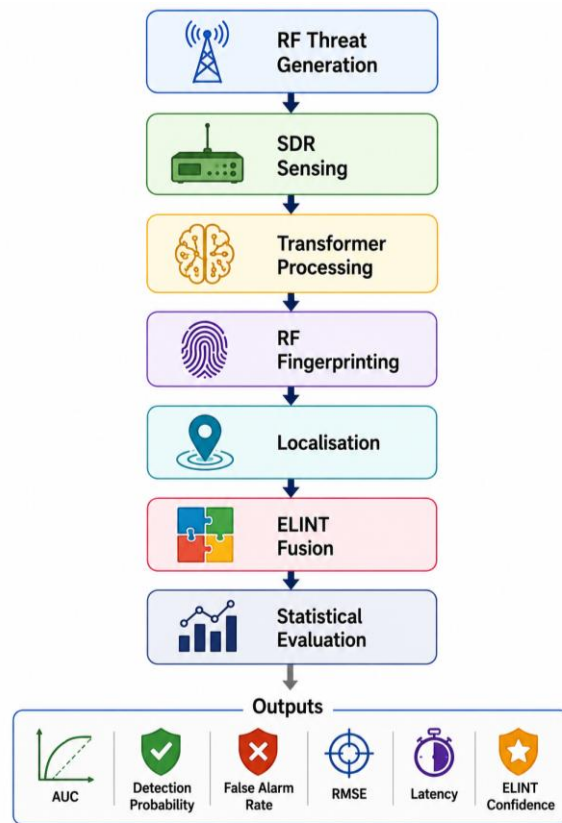 RF Threat
Generation
SDR
Sensing
Transformer
Processing
RF
Fingerprinting
Localisation
ELINT
Fusion
Statistical
Evaluation
Outputs
AUC
Detection
Probability
False Alarm
Rate
RMSE
Latency
ELINT
Confidence